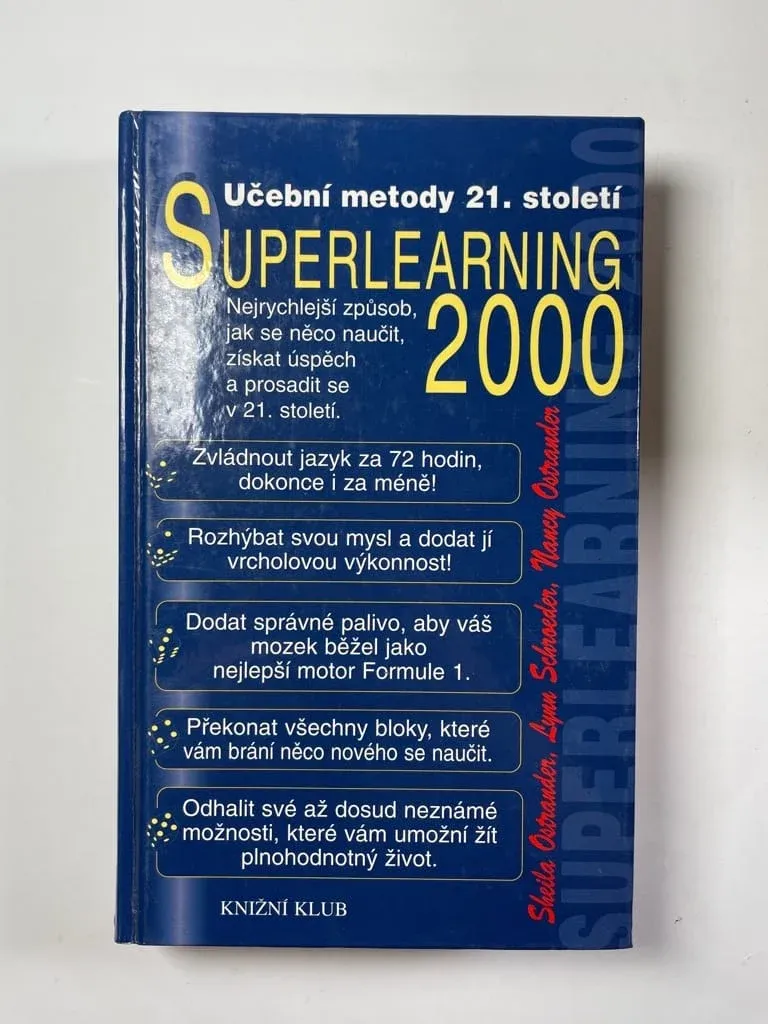 Učební metody 21. století
SUPERLEARNING
2000
Nejrychlejší způsob,
jak se něco naučit,
získat úspěch
a prosadit se
v 21. století.
Zvládnout jazyk za 72 hodin,
dokonce i za méně!
Rozhýbat svou mysl a dodat jí
vrcholovou výkonnost!
Dodat správné palivo, aby váš
mozek běžel jako
nejlepší motor Formule 1.
Překonat všechny bloky, které
vám brání něco nového se naučit.
Odhalit své až dosud neznámé
možnosti, které vám umožní žít
plnohodnotný život.
KNIŽNÍ KLUB
Sheila Ostrander, Lynn Schroeder, Nancy Ostrander
SUPERLEARNING 2000